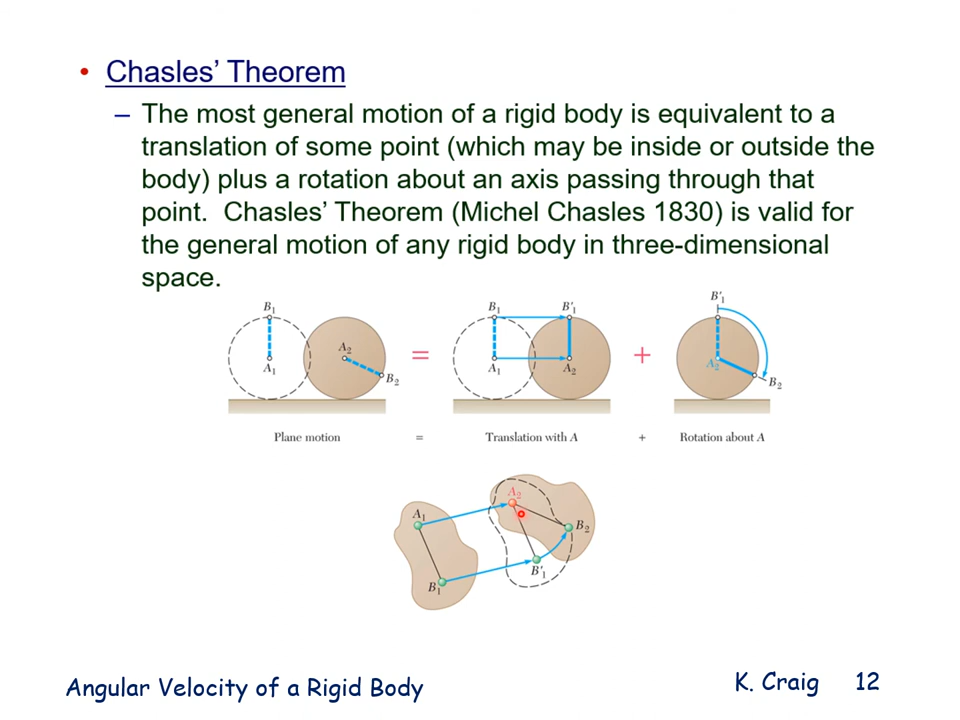 • Chasles’ Theorem
– The most general motion of a rigid body is equivalent to a
translation of some point (which may be inside or outside the
body) plus a rotation about an axis passing through that
point. Chasles’ Theorem (Michel Chasles 1830) is valid for
the general motion of any rigid body in three-dimensional
space.
B₁ B₁ B′₁ B′₁
A₂ = + A₂
A₁ B₂ A₁ A₂ B₂
Plane motion = Translation with A + Rotation about A
A₂
A₁ B₂
B₁ B′₁
Angular Velocity of a Rigid Body K. Craig 12